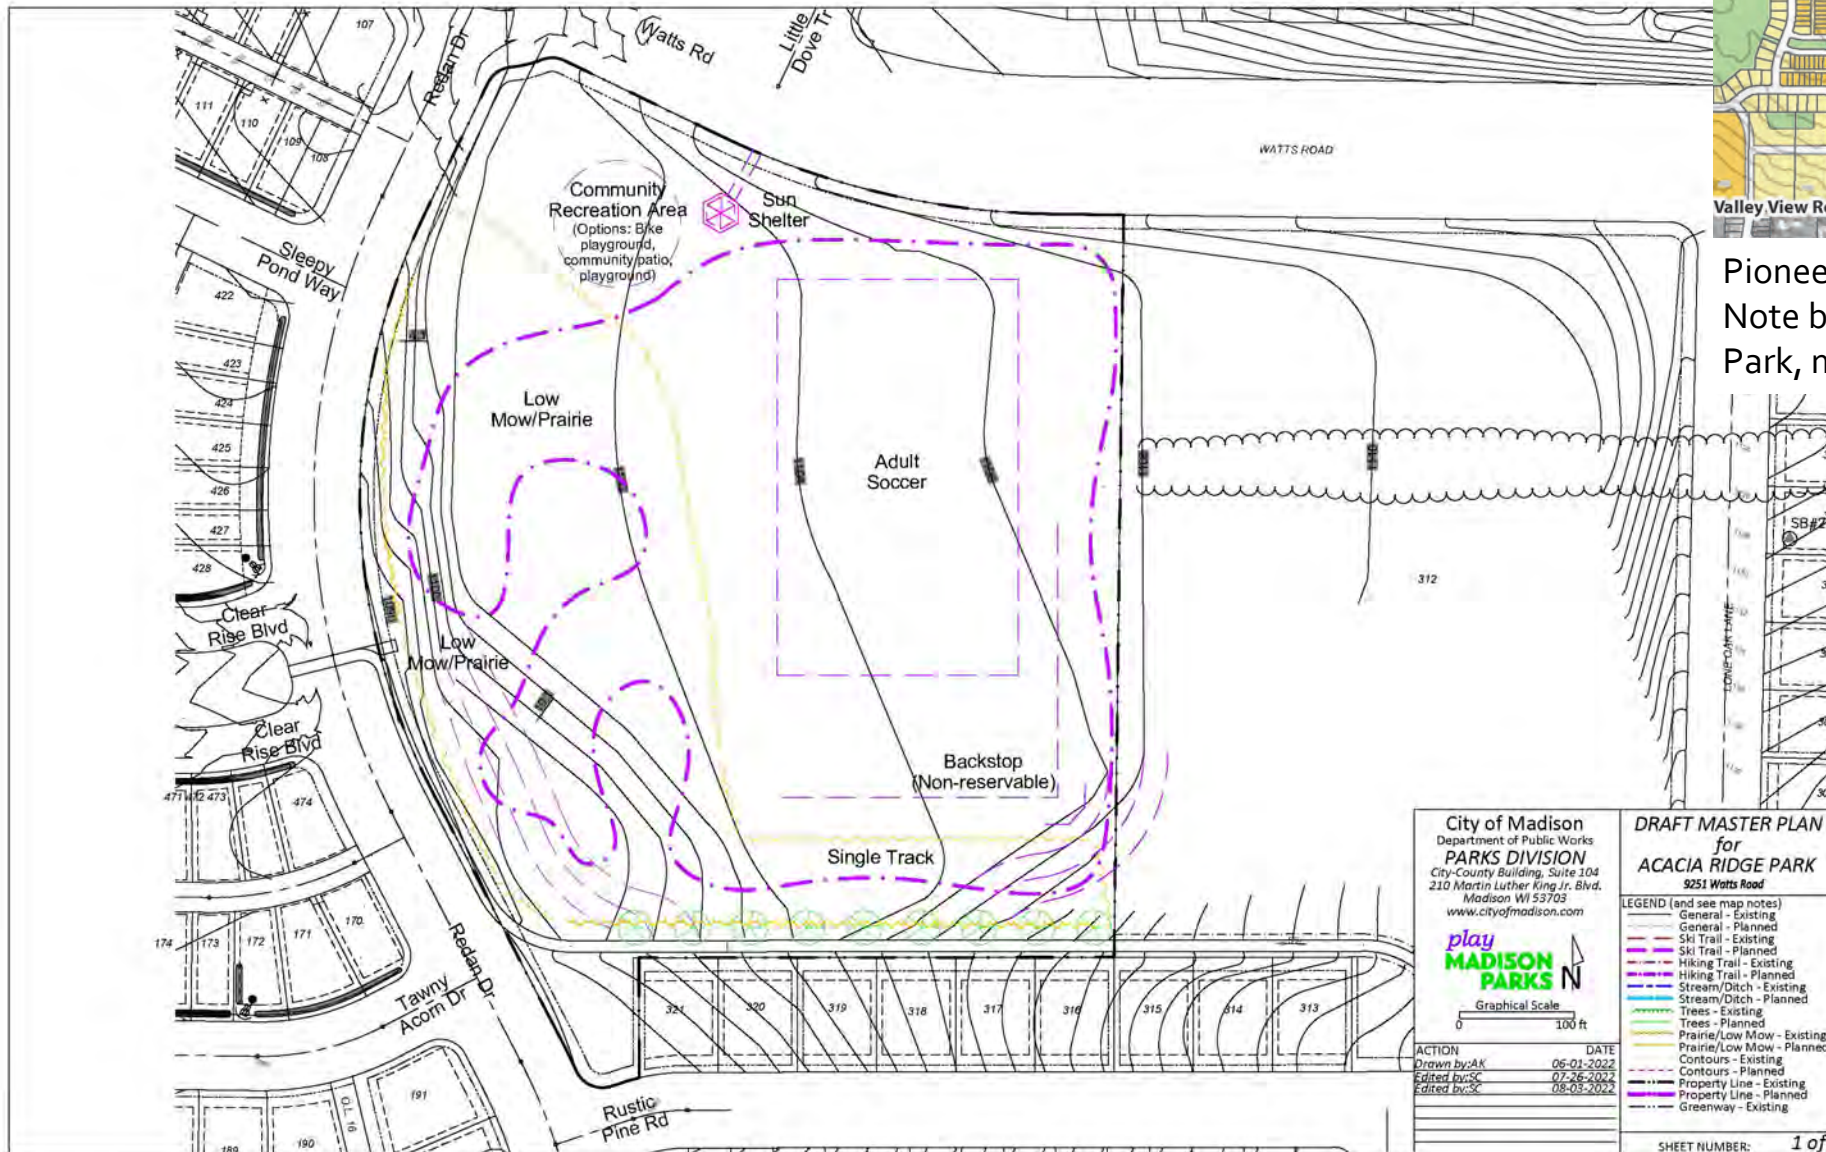 107
Redan Dr
Watts Rd
Little
Dove Tr
111
110
109
108
WATTS ROAD
Valley View R
Pionee
Note b
Park, n
Community
Recreation Area
(Options: Bike
playground,
community patio,
playground)
Sun
Shelter
Sleepy
Pond Way
422
423
424
425
426
427
428
Low
Mow/Prairie
Adult
Soccer
1110
SB#2
312
LONE OAK LANE
Clear
Rise Blvd
Low
Mow/Prairie
Clear
Rise Blvd
471
472
473
474
Backstop
(Non-reservable)
Single Track
174
173
172
171
170
Redan Dr
Tawny
Acorn Dr
321
320
319
318
317
316
315
314
313
191
O.L. 16
190
189
Rustic
Pine Rd
City of Madison
Department of Public Works
PARKS DIVISION
City-County Building, Suite 104
210 Martin Luther King Jr. Blvd.
Madison WI 53703
www.cityofmadison.com
play
MADISON
PARKS
N
Graphical Scale
0 100 ft
ACTION DATE
Drawn by:AK 06-01-2022
Edited by:SC 07-26-2022
Edited by:SC 08-03-2022
DRAFT MASTER PLAN
for
ACACIA RIDGE PARK
9251 Watts Road
LEGEND (and see map notes)
General - Existing
General - Planned
Ski Trail - Existing
Ski Trail - Planned
Hiking Trail - Existing
Hiking Trail - Planned
Stream/Ditch - Existing
Stream/Ditch - Planned
Trees - Existing
Trees - Planned
Prairie/Low Mow - Existing
Prairie/Low Mow - Planned
Contours - Existing
Contours - Planned
Property Line - Existing
Property Line - Planned
Greenway - Existing
SHEET NUMBER: 1 of